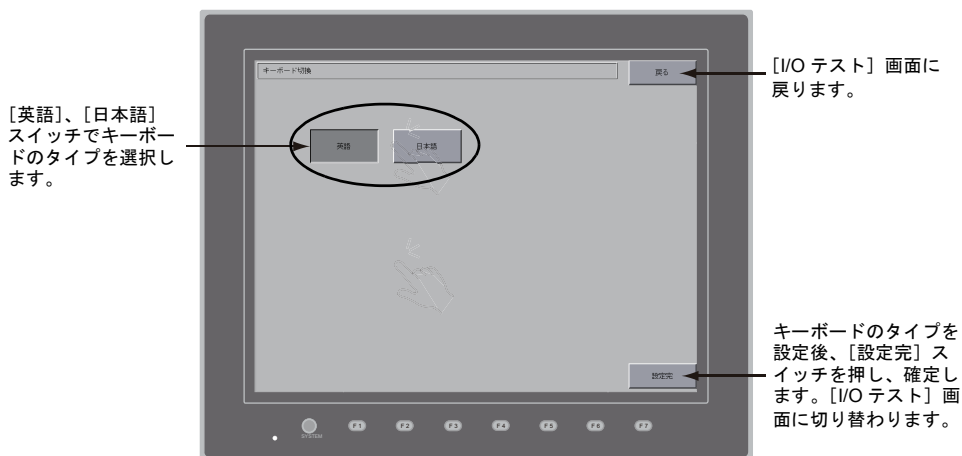 キーボード切換
戻る
[I/O テスト] 画面に
戻ります。
[英語]、[日本語]
スイッチでキーボー
ドのタイプを選択し
ます。
英語
日本語
キーボードのタイプを
設定後、[設定完] ス
イッチを押し、確定し
ます。[I/O テスト] 画
面に切り替わります。
設定完
SYSTEM
F1
F2
F3
F4
F5
F6
F7